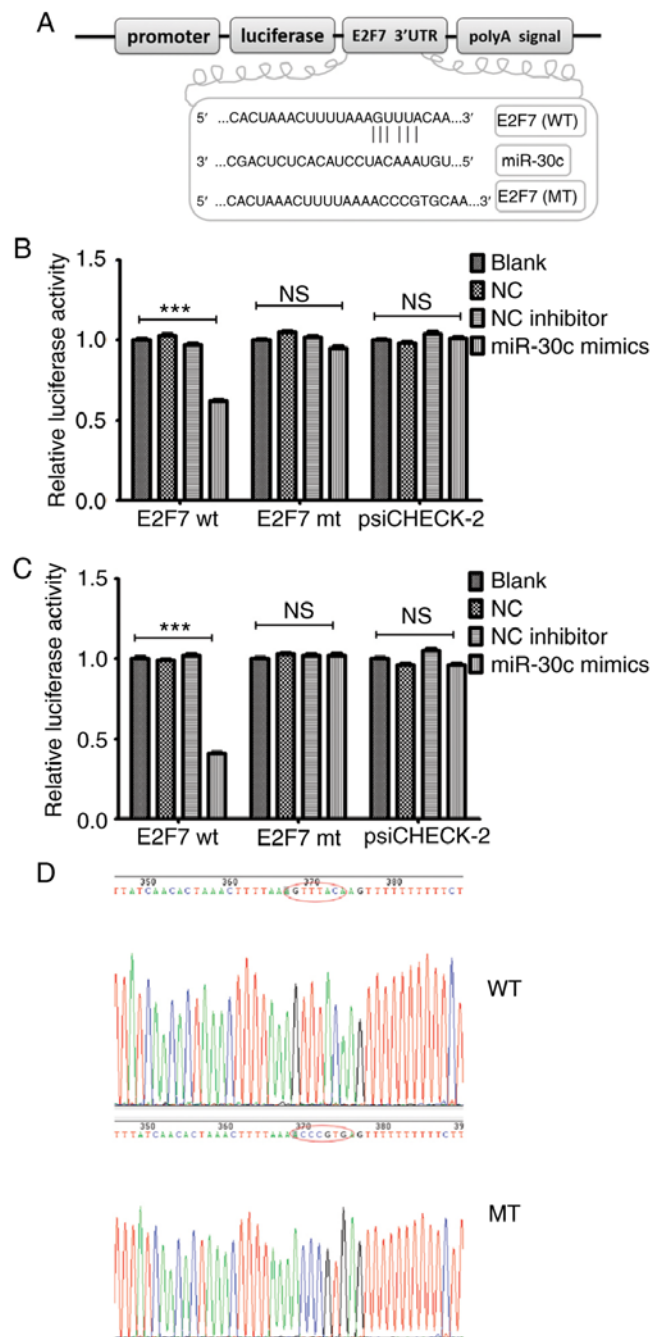 A
promoter luciferase E2F7 3'UTR polyA signal
5' ...CACUAAACUUUUAAAGUUUACAA...3' E2F7 (WT)
3' ...CGACUCUCACAUCCUACAAAUGU...5' miR-30c
5' ...CACUAAACUUUUAAAACCCGTGCAA...3' E2F7 (MT)
B
Relative luciferase activity
1.5
1.0
0.5
0.0
*** NS NS
Blank
NC
NC inhibitor
miR-30c mimics
E2F7 wt E2F7 mt psiCHECK-2
C
Relative luciferase activity
1.5
1.0
0.5
0.0
*** NS NS
Blank
NC
NC inhibitor
miR-30c mimics
E2F7 wt E2F7 mt psiCHECK-2
D
350 360 370 380
WT
350 360 370 380 39
MT